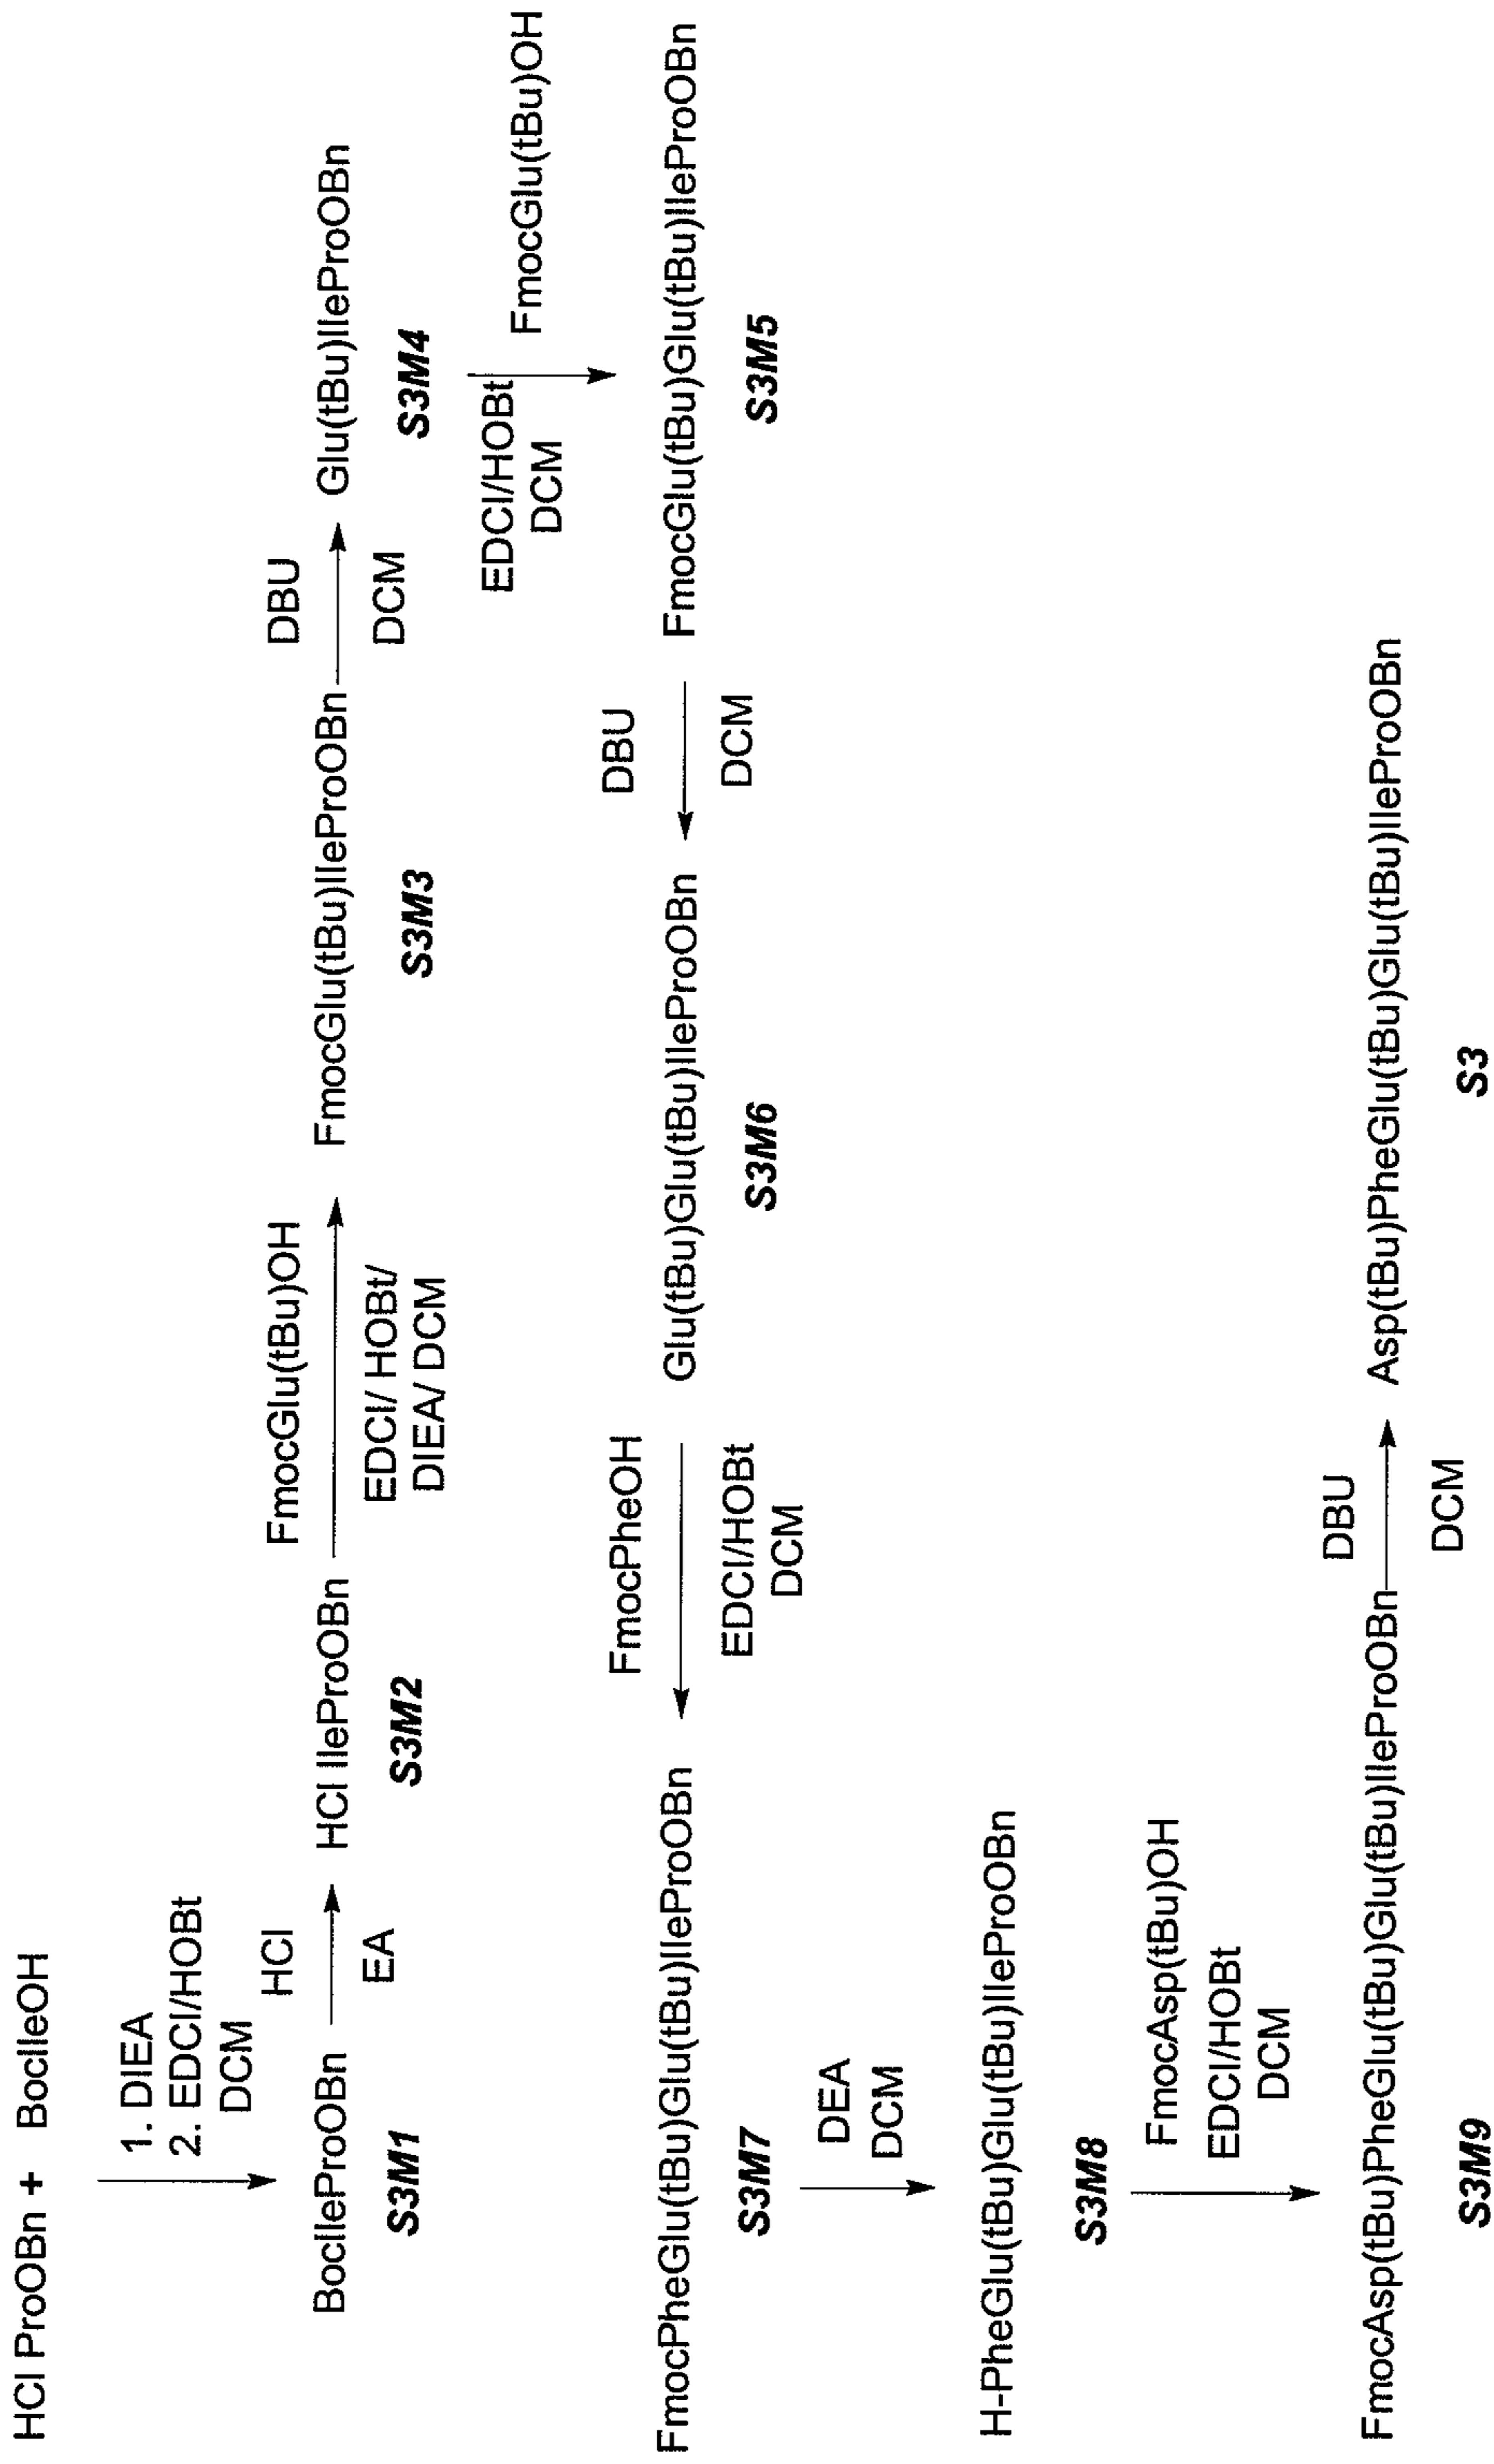 HCl ProOBn + BocIleOH
1. DIEA
2. EDCI/HOBt
DCM
BocIleProOBn
S3M1
HCl
EA
HCl IleProOBn
S3M2
FmocGlu(tBu)OH
EDCI/ HOBt/
DIEA/ DCM
FmocGlu(tBu)IleProOBn
S3M3
DBU
DCM
Glu(tBu)IleProOBn
S3M4
EDCI/HOBt
DCM
FmocGlu(tBu)OH
FmocGlu(tBu)Glu(tBu)IleProOBn
S3M5
DBU
DCM
Glu(tBu)Glu(tBu)IleProOBn
S3M6
FmocPheOH
EDCI/HOBt
DCM
FmocPheGlu(tBu)Glu(tBu)IleProOBn
S3M7
DEA
DCM
H-PheGlu(tBu)Glu(tBu)IleProOBn
S3M8
FmocAsp(tBu)OH
EDCI/HOBt
DCM
FmocAsp(tBu)PheGlu(tBu)Glu(tBu)IleProOBn
S3M9
DBU
DCM
Asp(tBu)PheGlu(tBu)Glu(tBu)IleProOBn
S3